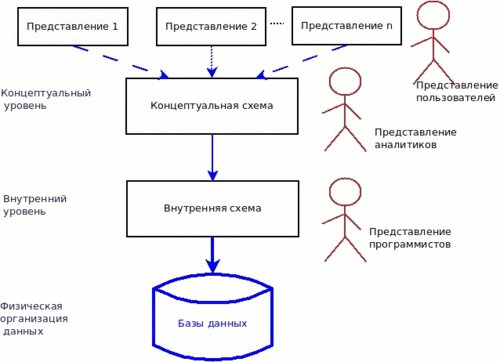 Представление 1
Представление 2
Представление n
Представление
пользователей
Концептуальный
уровень
Концептуальная схема
Представление
аналитиков
Внутренний
уровень
Внутренняя схема
Представление
программистов
Физическая
организация
данных
Базы данных